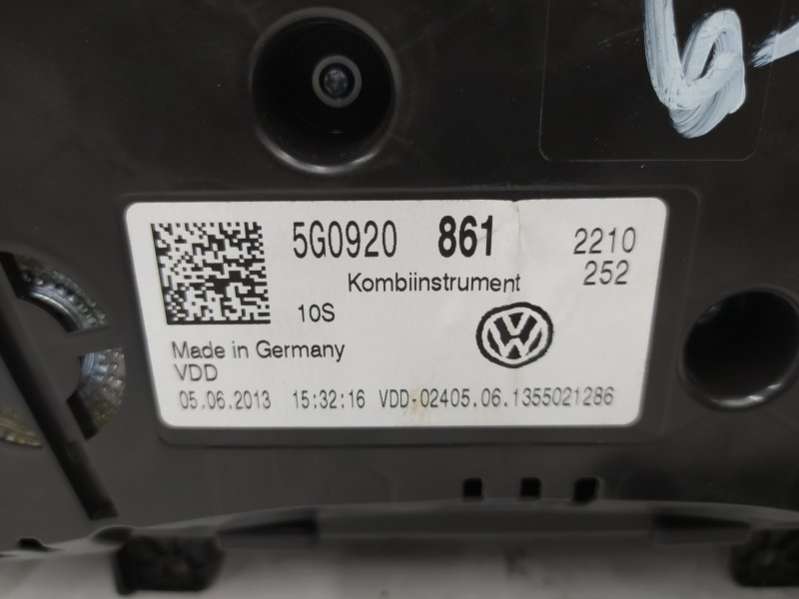 5G0920 861 2210
Kombiinstrument 252
10S
Made in Germany
VDD
05.06.2013 15:32:16 VDD-02405.06.1355021286